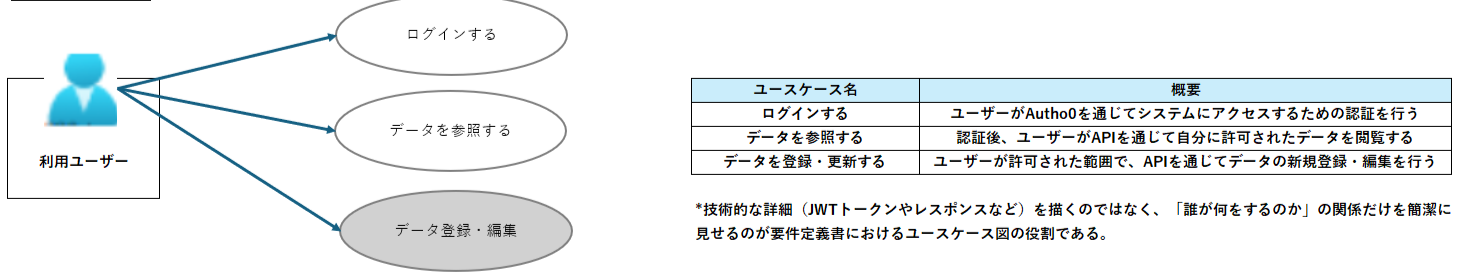 ログインする
データを参照する
利用ユーザー
データ登録・編集
ユースケース名 概要
ログインする ユーザーがAutho0を通じてシステムにアクセスするための認証を行う
データを参照する 認証後、ユーザーがAPIを通じて自分に許可されたデータを閲覧する
データを登録・更新する ユーザーが許可された範囲で、APIを通じてデータの新規登録・編集を行う
*技術的な詳細（JWTトークンやレスポンスなど）を描くのではなく、「誰が何をするのか」の関係だけを簡潔に
見せるのが要件定義書におけるユースケース図の役割である。